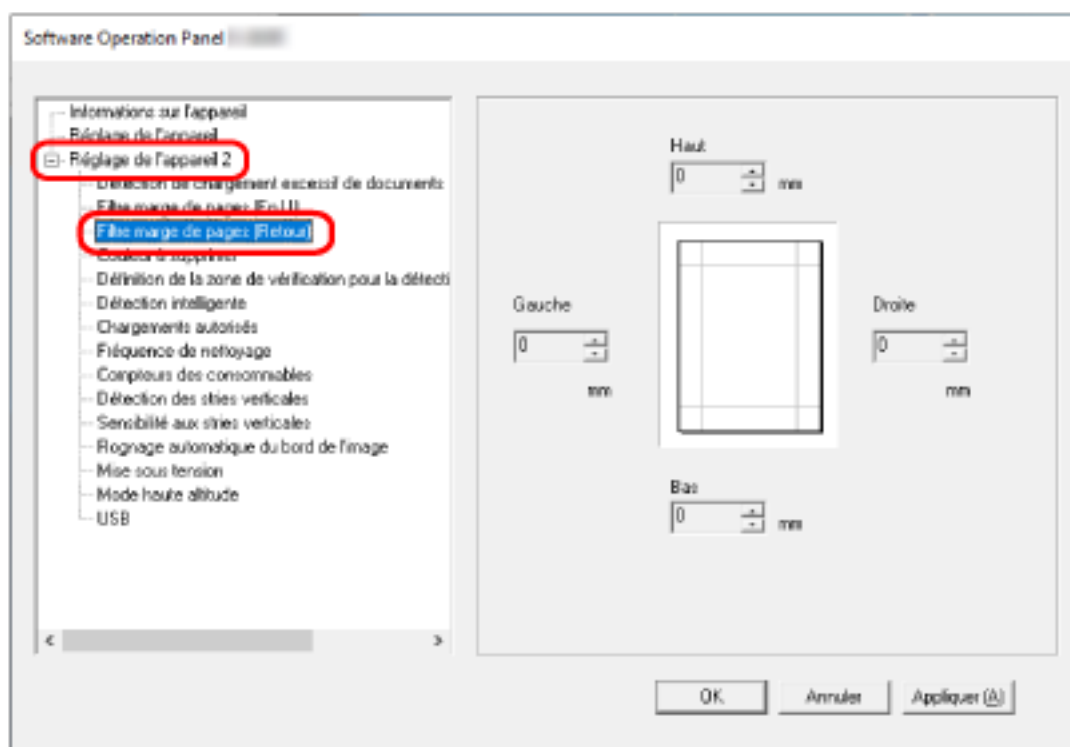 Software Operation Panel
Informations sur l'appareil
Réglage de l'appareil
Réglage de l'appareil 2
Détection de chargement excessif de documents
Filtre marge de pages (En LI)
Filtre marge de pages (Retour)
Couleur à supprimer
Définition de la zone de vérification pour la détecti
Détection intelligente
Chargements autorisés
Fréquence de nettoyage
Compteurs des consommables
Détection des stries verticales
Sensibilité aux stries verticales
Rognage automatique du bord de l'image
Mise sous tension
Mode haute altitude
USB
Haut
0 mm
Gauche
0
mm
Droite
0
mm
Bas
0 mm
OK Annuler Appliquer (A)